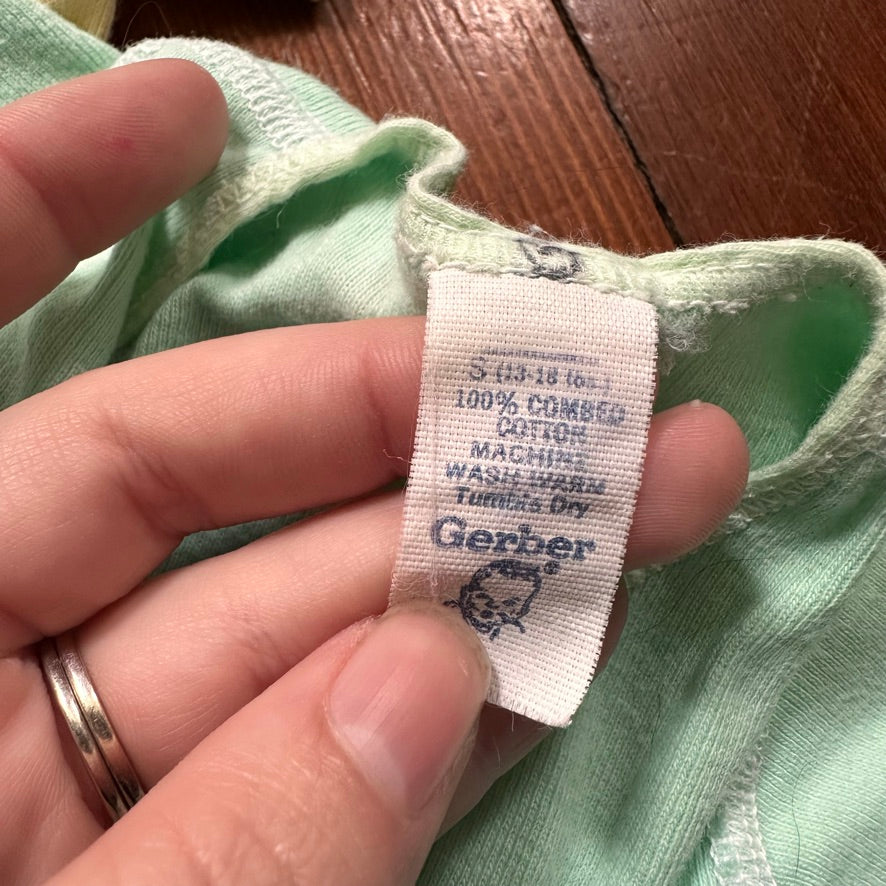 S (13-18 lbs.)
100% COMBED
COTTON
MACHINE
WASH WARM
Tumble Dry
Gerber
®